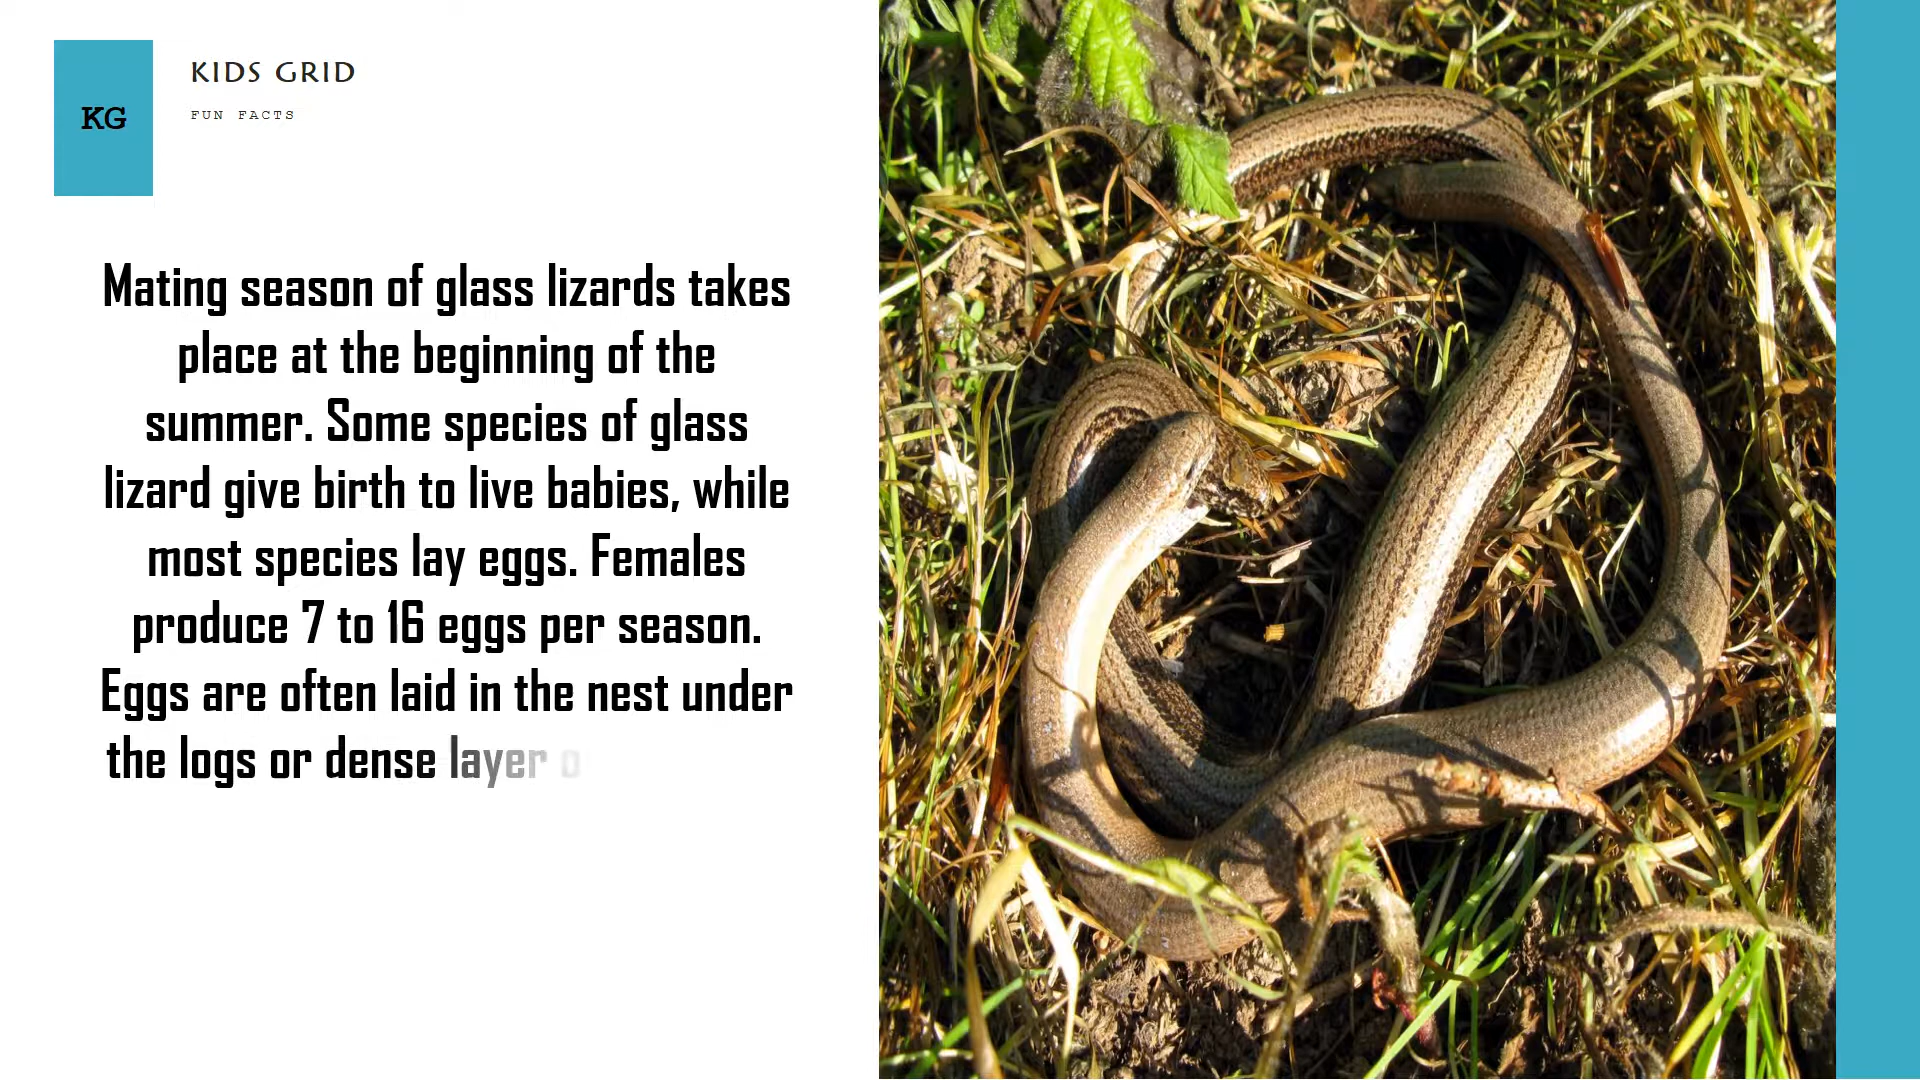 KG
KIDS GRID
FUN FACTS
Mating season of glass lizards takes
place at the beginning of the
summer. Some species of glass
lizard give birth to live babies, while
most species lay eggs. Females
produce 7 to 16 eggs per season.
Eggs are often laid in the nest under
the logs or dense layer o